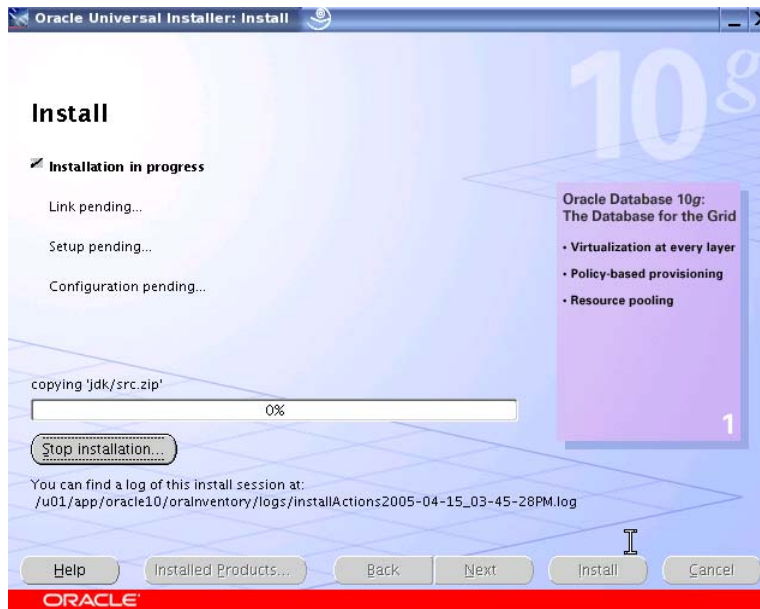 Oracle Universal Installer: Install
10g
Install
Installation in progress
Link pending...
Setup pending...
Configuration pending...
Oracle Database 10g:
The Database for the Grid
• Virtualization at every layer
• Policy-based provisioning
• Resource pooling
1
copying 'jdk/src.zip'
0%
Stop installation...
You can find a log of this install session at:
/u01/app/oracle10/oraInventory/logs/installActions2005-04-15_03-45-28PM.log
Help
Installed Products...
Back
Next
Install
Cancel
ORACLE